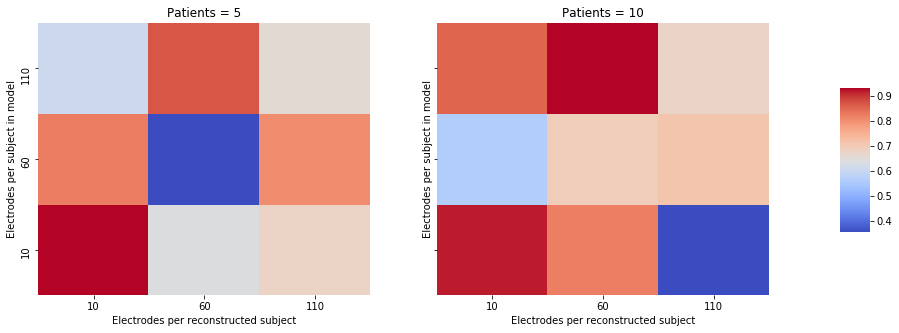 Patients = 5
Electrodes per subject in model
110
60
10
10
60
110
Electrodes per reconstructed subject
Patients = 10
Electrodes per subject in model
10
60
110
Electrodes per reconstructed subject
0.9
0.8
0.7
0.6
0.5
0.4